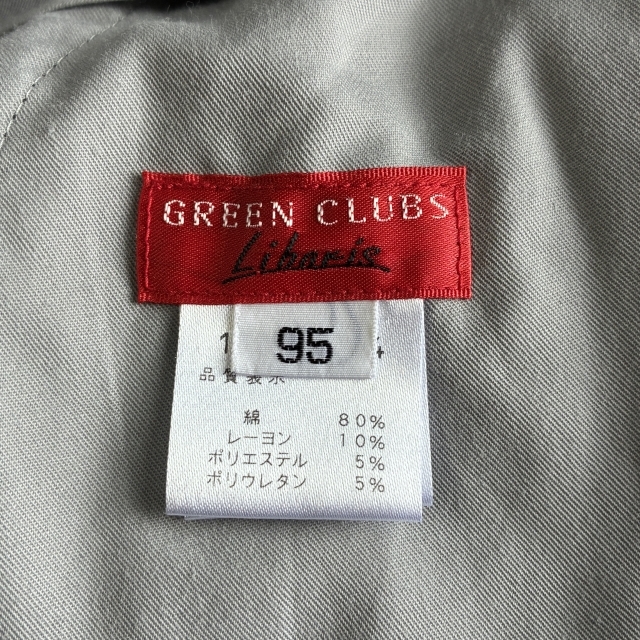 GREEN CLUBS
Liberie
95
品質表示
綿 80%
レーヨン 10%
ポリエステル 5%
ポリウレタン 5%